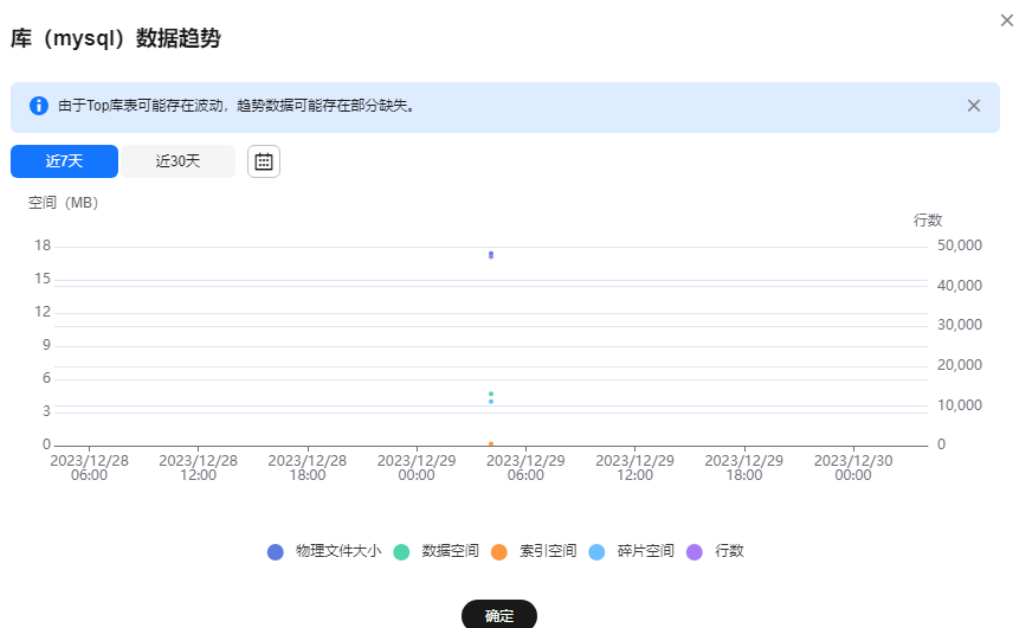 库（mysql）数据趋势
由于Top库表可能存在波动，趋势数据可能存在部分缺失。
近7天 近30天
空间（MB）
行数
18 50,000
15
40,000
12
30,000
9
20,000
6
10,000
3
0 0
2023/12/28 2023/12/28 2023/12/28 2023/12/29 2023/12/29 2023/12/29 2023/12/29 2023/12/30
06:00 12:00 18:00 00:00 06:00 12:00 18:00 00:00
物理文件大小 数据空间 索引空间 碎片空间 行数
确定